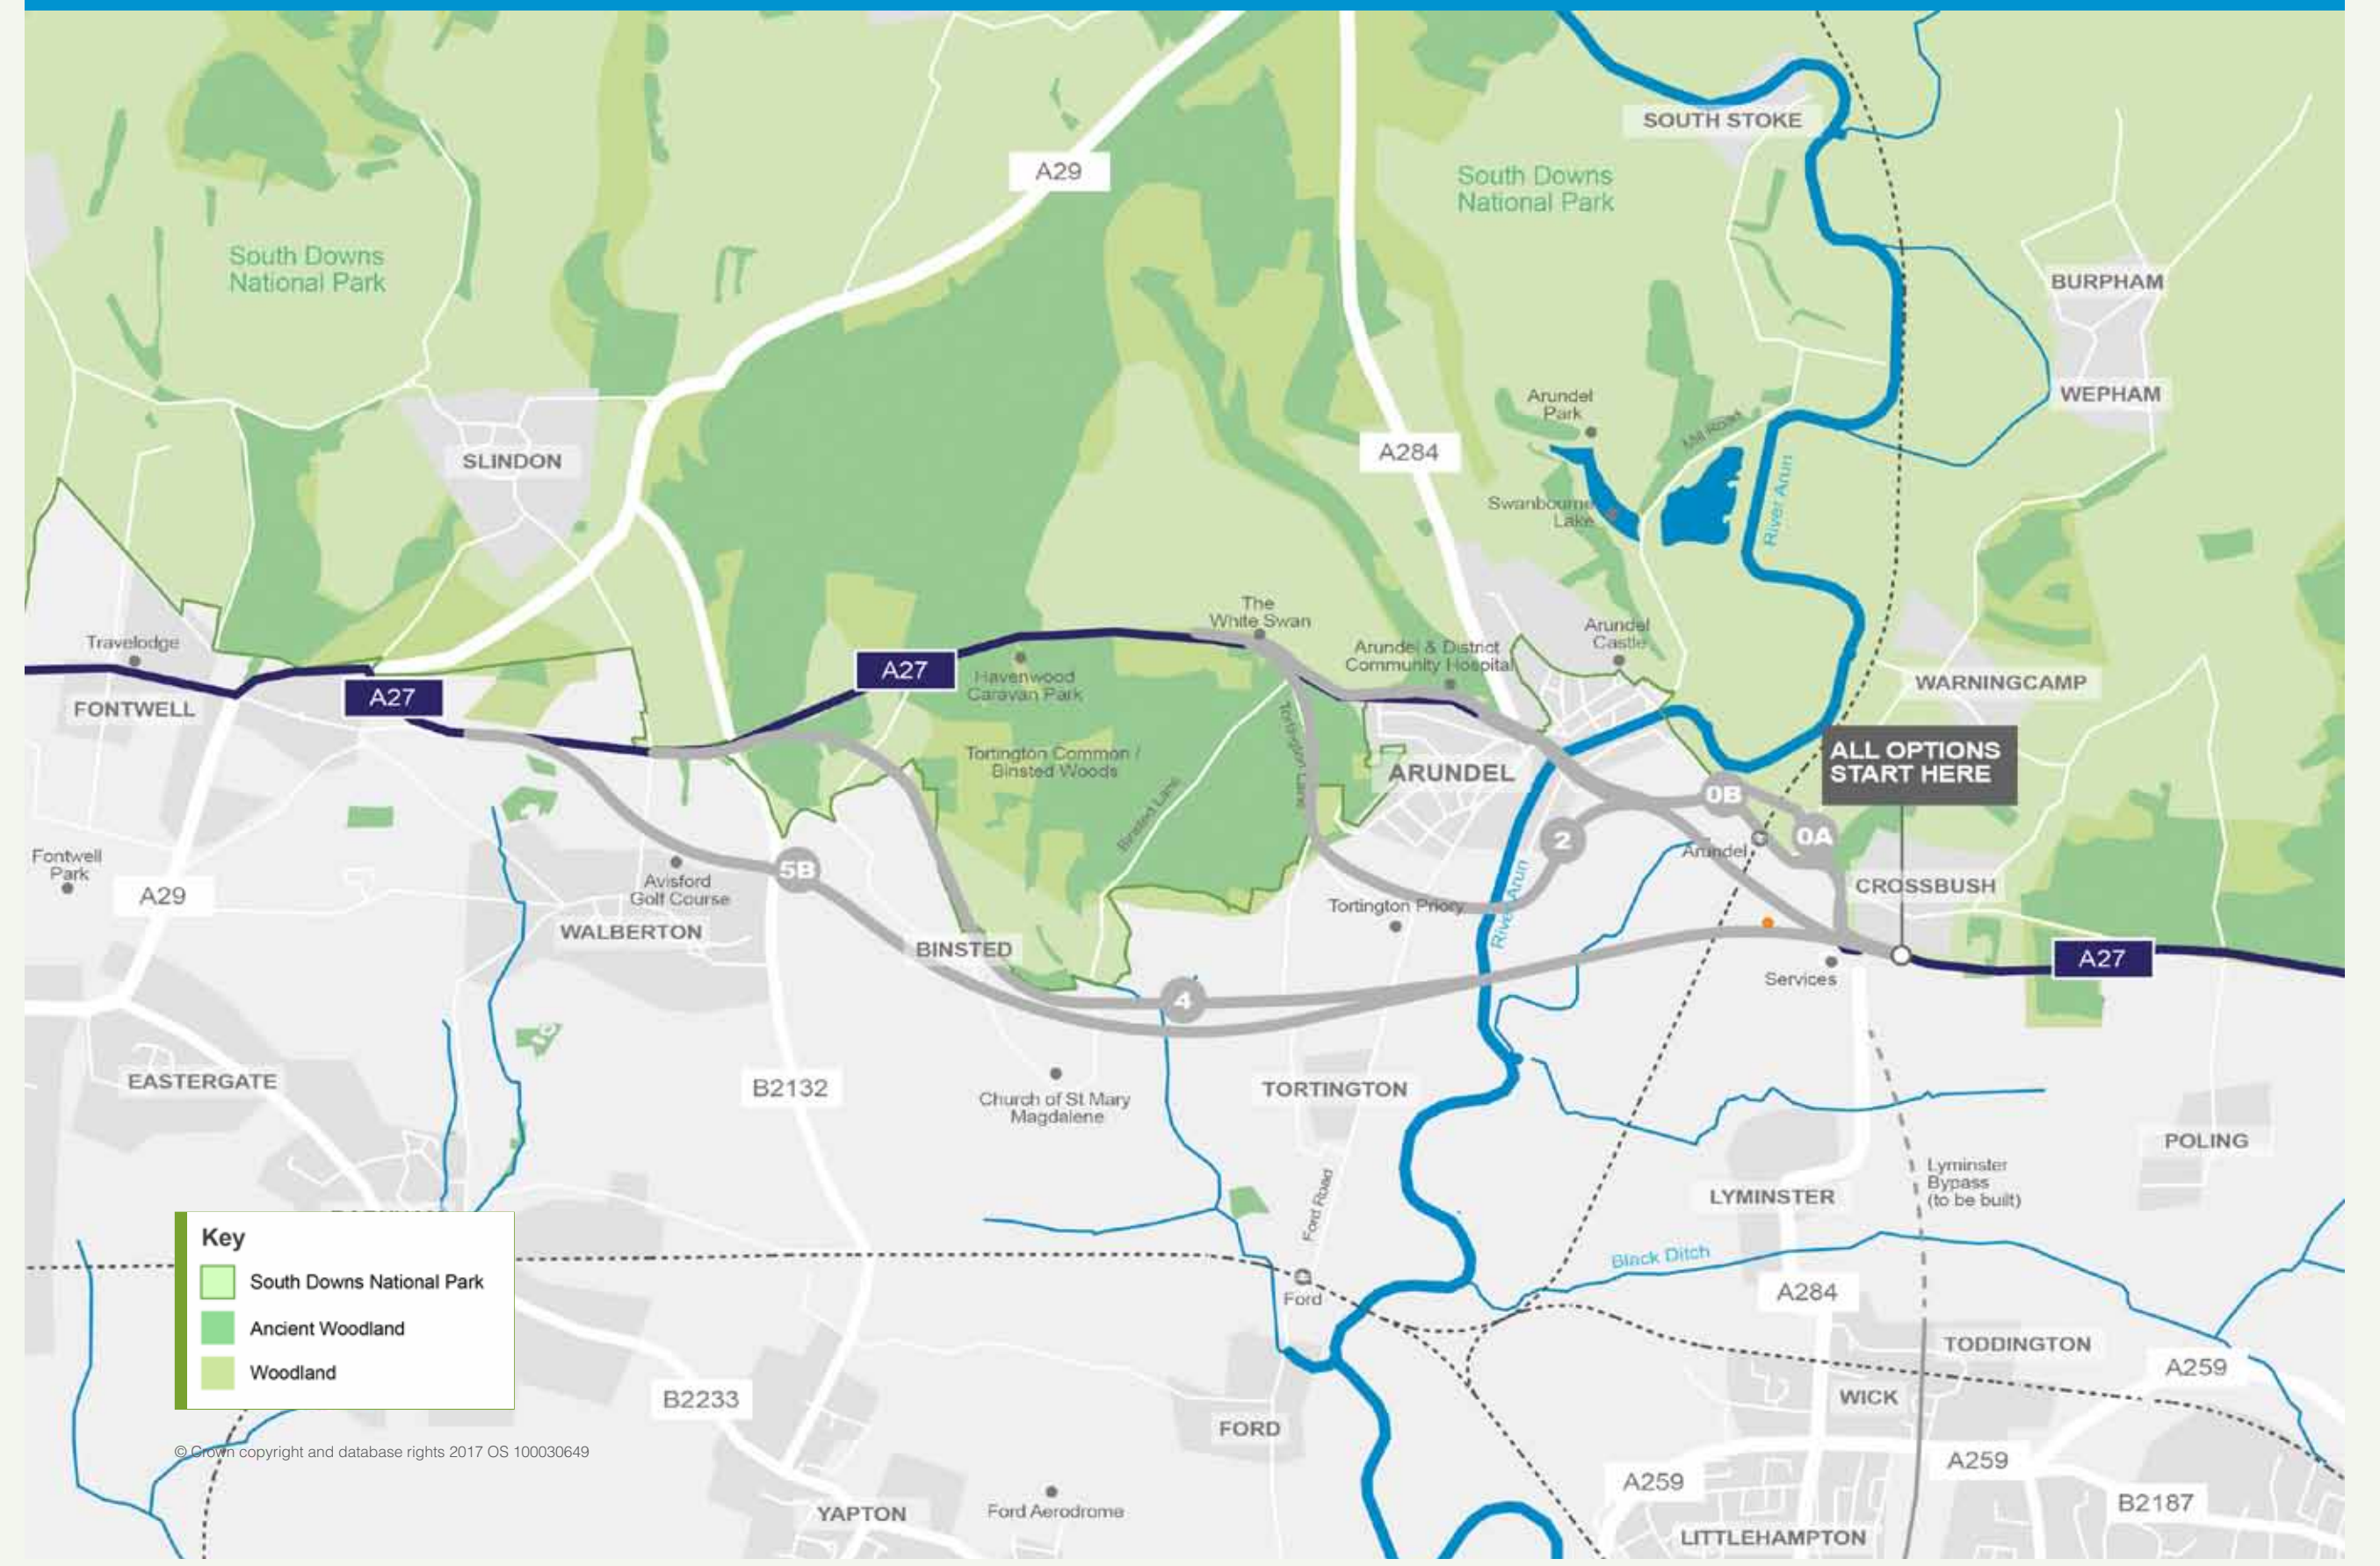 SOUTH STOKE
A29
South Downs
National Park
South Downs
National Park
BURPHAM
WEPHAM
Arundel
Park
Mill Road
A284
SLINDON
River Arun
Swanbourne
Lake
The
White Swan
Arundel
Castle
Travelodge
Arundel & District
Community Hospital
A27
Havenwood
Caravan Park
WARNINGCAMP
A27
FONTWELL
Tortington Lane
Tortington Common /
Binsted Woods
ARUNDEL
ALL OPTIONS
START HERE
0B
Binsted Lane
2
0A
Arundel
Fontwell
Park
5B
Avisford
Golf Course
A29
CROSSBUSH
Tortington Priory
River Arun
WALBERTON
BINSTED
A27
Services
4
EASTERGATE
B2132
Church of St Mary
Magdalene
TORTINGTON
POLING
Lyminster
Bypass
(to be built)
LYMINSTER
Ford Road
Black Ditch
Key
South Downs National Park
Ancient Woodland
Woodland
Ford
A284
TODDINGTON
A259
B2233
WICK
FORD
© Crown copyright and database rights 2017 OS 100030649
A259
A259
B2187
YAPTON
Ford Aerodrome
LITTLEHAMPTON